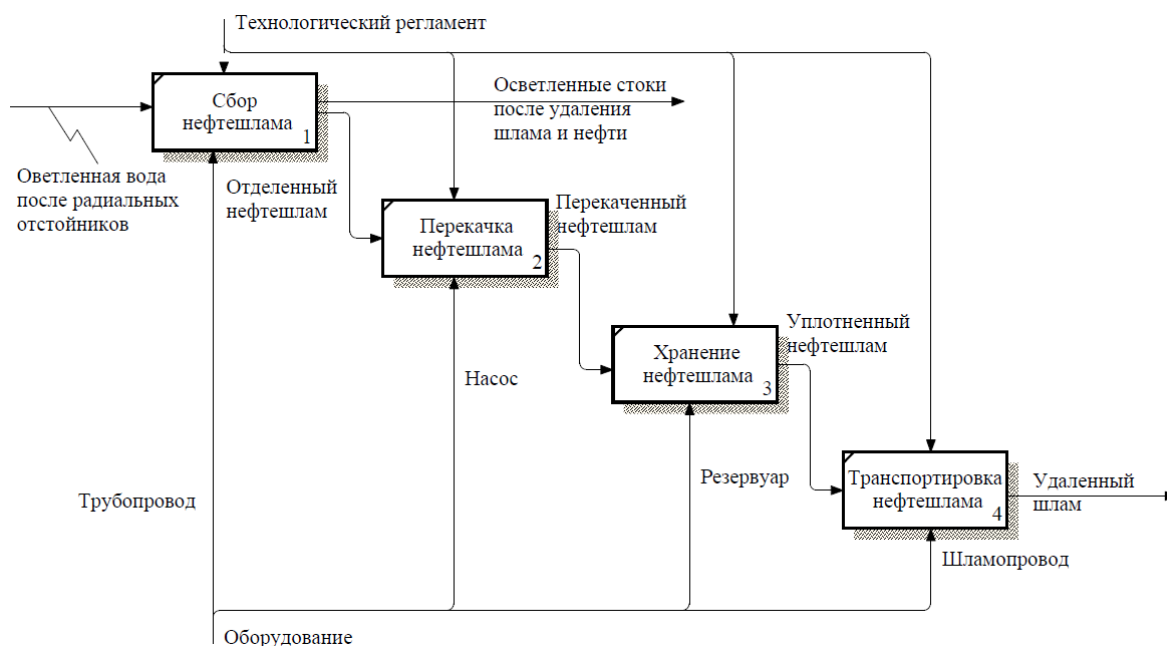 Технологический регламент
Сбор
нефтешлама
1
Осветленные стоки
после удаления
шлама и нефти
Оветленная вода
после радиальных
отстойников
Отделенный
нефтешлам
Перекачка
нефтешлама
2
Перекаченный
нефтешлам
Хранение
нефтешлама
3
Уплотненный
нефтешлам
Насос
Резервуар
Транспортировка
нефтешлама
4
Удаленный
шлам
Трубопровод
Шламопровод
Оборудование